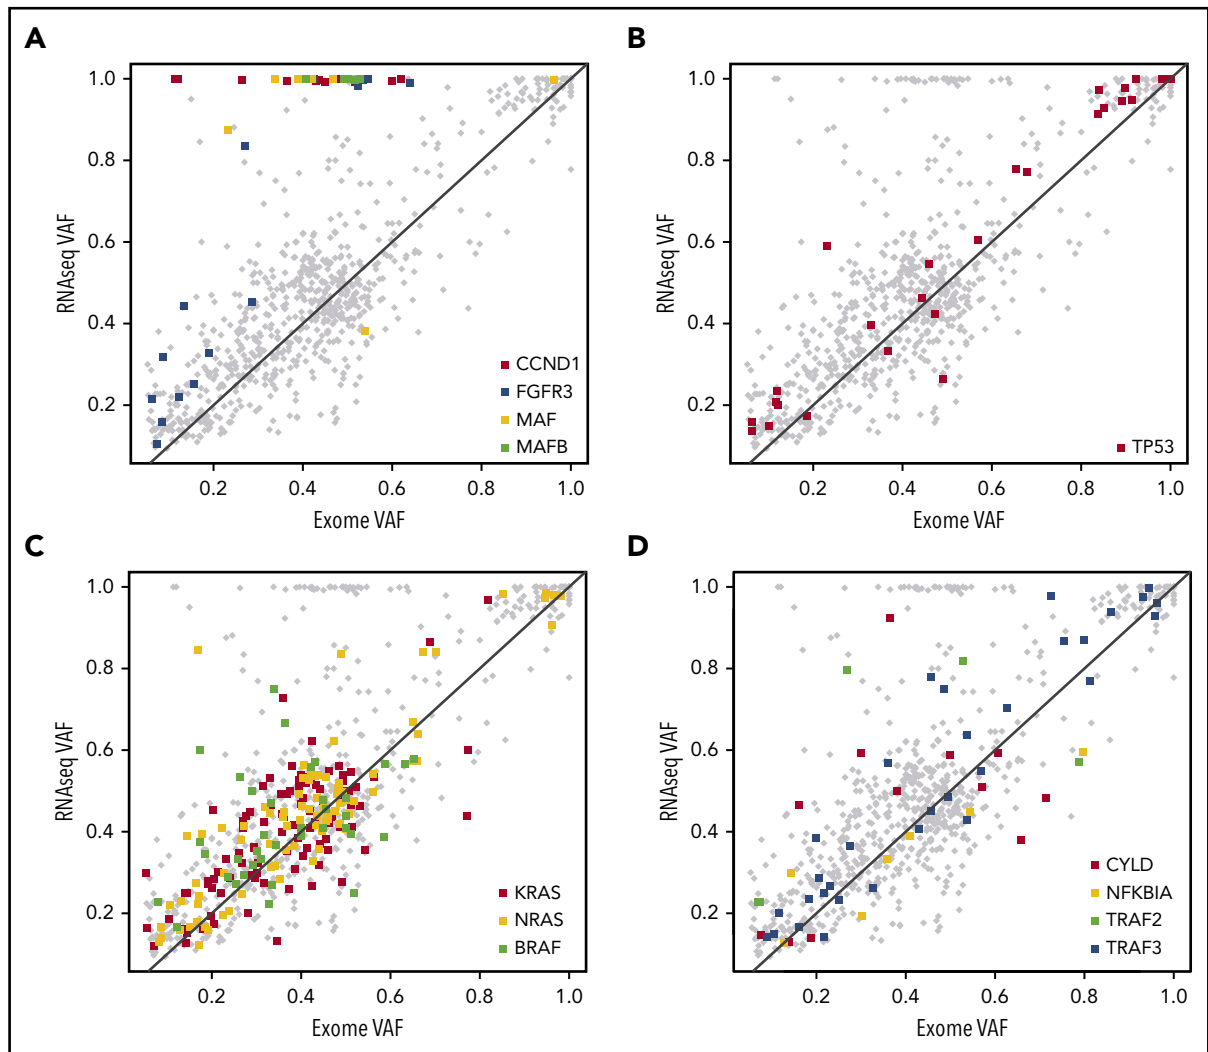 A
1.0
0.8
0.6
0.4
0.2
RNAseq VAF
CCND1
FGFR3
MAF
MAFB
0.2 0.4 0.6 0.8 1.0
Exome VAF
B
1.0
0.8
0.6
0.4
0.2
RNAseq VAF
TP53
0.2 0.4 0.6 0.8 1.0
Exome VAF
C
1.0
0.8
0.6
0.4
0.2
RNAseq VAF
KRAS
NRAS
BRAF
0.2 0.4 0.6 0.8 1.0
Exome VAF
D
1.0
0.8
0.6
0.4
0.2
RNAseq VAF
CYLD
NFKBIA
TRAF2
TRAF3
0.2 0.4 0.6 0.8 1.0
Exome VAF